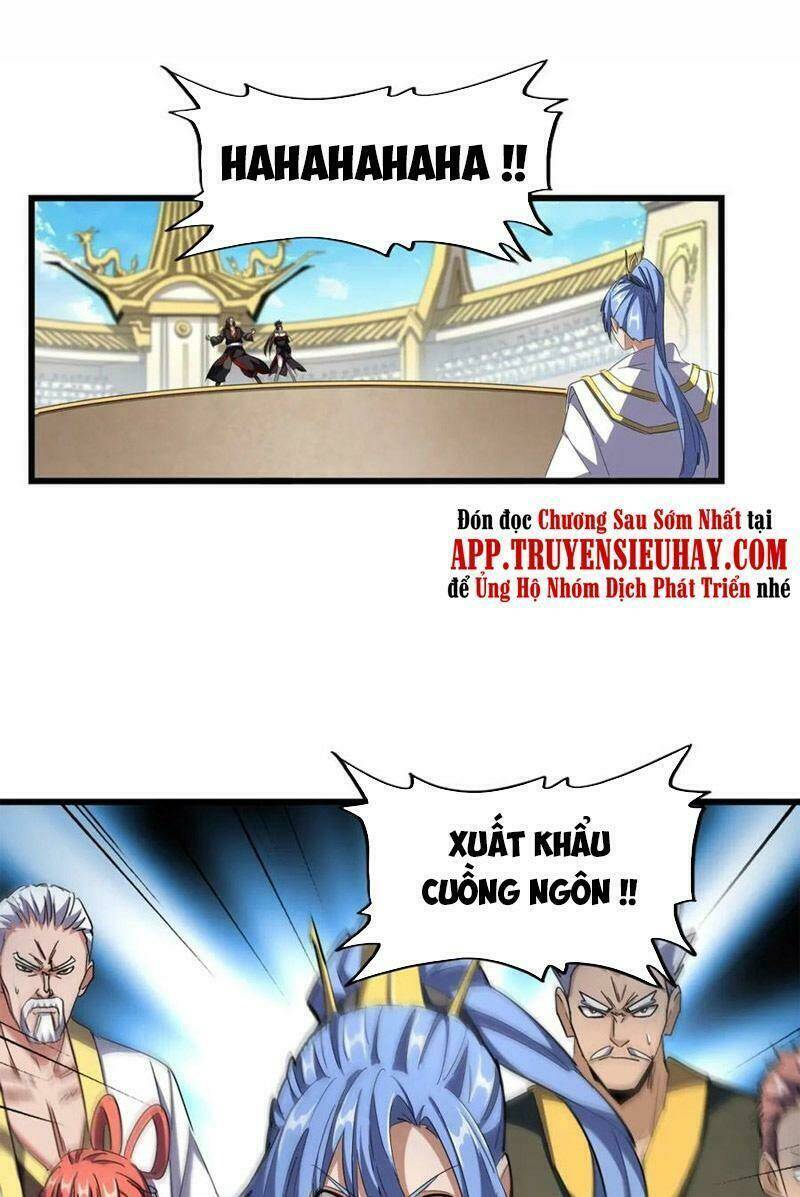 HAHAHAHAHA !!
Đón đọc Chương Sau Sớm Nhất tại
APP.TRUYENSIEUHAY.COM
để Ủng Hộ Nhóm Dịch Phát Triển nhé
XUẤT KHẨU
CUỒNG NGÔN !!